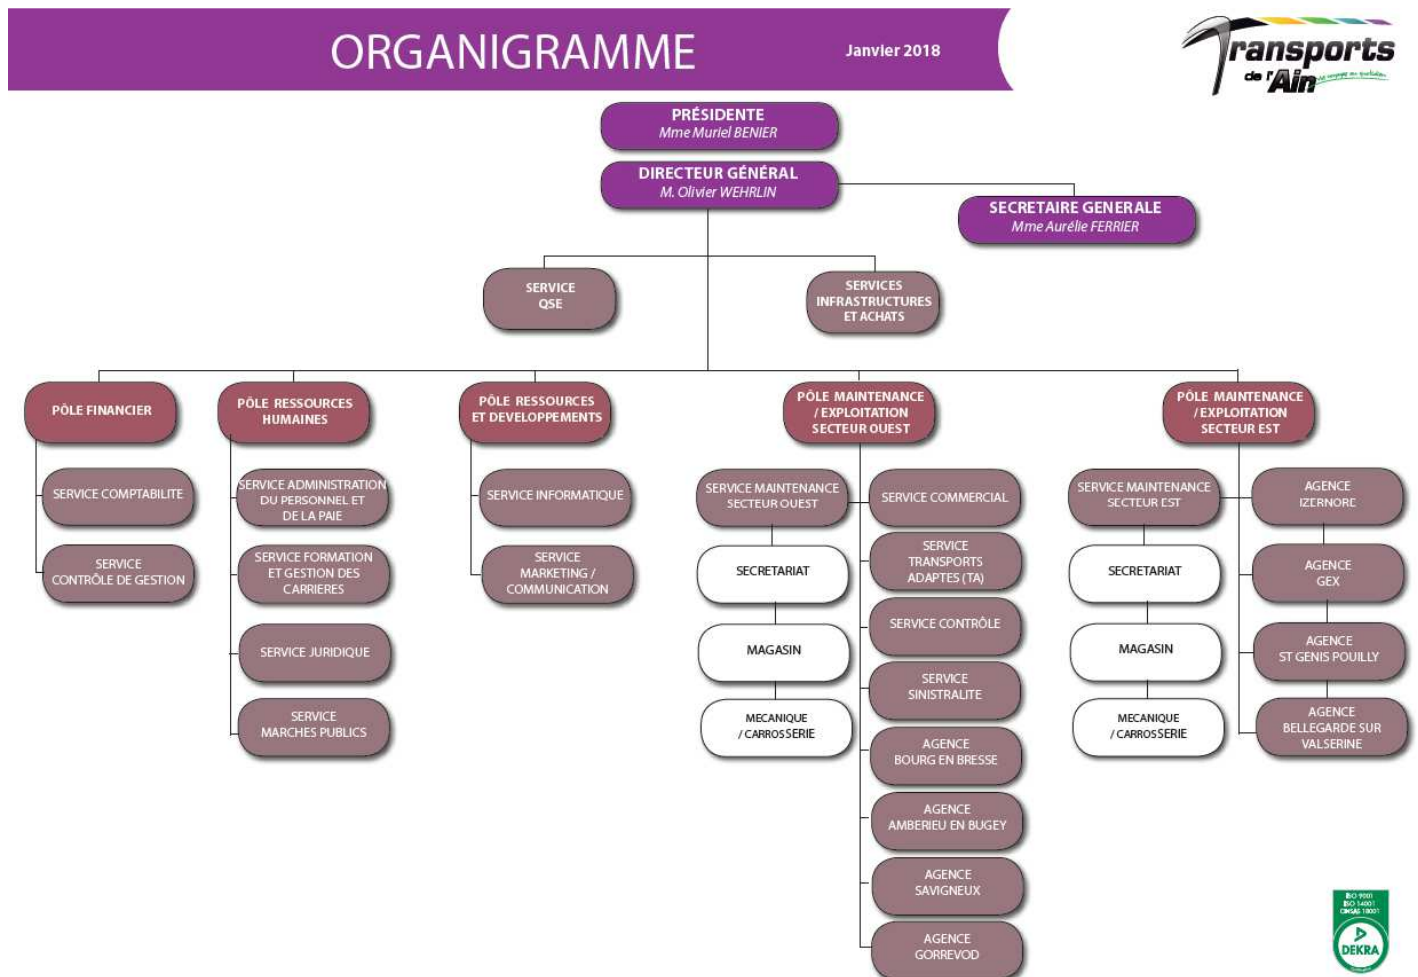 ORGANIGRAMME
Janvier 2018
Transports
de l'Ain
PRÉSIDENTE
Mme Muriel BENIER
DIRECTEUR GÉNÉRAL
M. Olivier WEHRLIN
SECRETAIRE GENERALE
Mme Aurélie FERRIER
SERVICE
QSE
SERVICES
INFRASTRUCTURES
ET ACHATS
PÔLE FINANCIER
SERVICE COMPTABILITE
SERVICE
CONTRÔLE DE GESTION
PÔLE RESSOURCES
HUMAINES
SERVICE ADMINISTRATION
DU PERSONNEL ET
DE LA PAIE
SERVICE FORMATION
ET GESTION DES
CARRIERES
SERVICE JURIDIQUE
SERVICE
MARCHES PUBLICS
PÔLE RESSOURCES
ET DEVELOPPEMENTS
SERVICE INFORMATIQUE
SERVICE
MARKETING /
COMMUNICATION
PÔLE MAINTENANCE
/ EXPLOITATION
SECTEUR OUEST
SERVICE MAINTENANCE
SECTEUR OUEST
SECRETARIAT
MAGASIN
MECANIQUE
/ CARROSSERIE
SERVICE COMMERCIAL
SERVICE
TRANSPORTS
ADAPTES (TA)
SERVICE CONTRÔLE
SERVICE
SINISTRALITE
AGENCE
BOURG EN BRESSE
AGENCE
AMBERIEU EN BUGEY
AGENCE
SAVIGNEUX
AGENCE
GORREVOD
PÔLE MAINTENANCE
/ EXPLOITATION
SECTEUR EST
SERVICE MAINTENANCE
SECTEUR EST
SECRETARIAT
MAGASIN
MECANIQUE
/ CARROSSERIE
AGENCE
IZERNORE
AGENCE
GEX
AGENCE
ST GENIS POUILLY
AGENCE
BELLEGARDE SUR
VALSERINE
ISO 9001
ISO 14001
OHSAS 18001
DEKRA